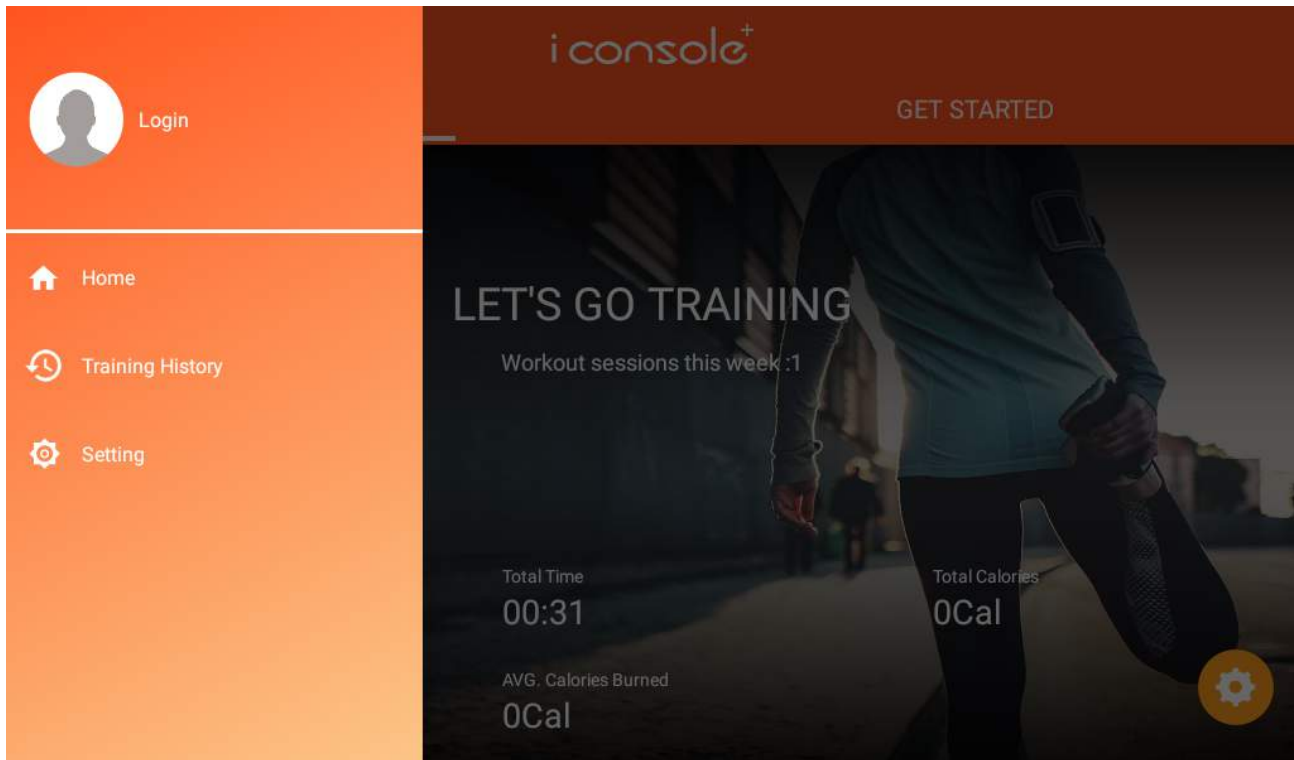 Login
Home
Training History
Setting
i console+
GET STARTED
LET'S GO TRAINING
Workout sessions this week :1
Total Time
00:31
Total Calories
0Cal
AVG. Calories Burned
0Cal